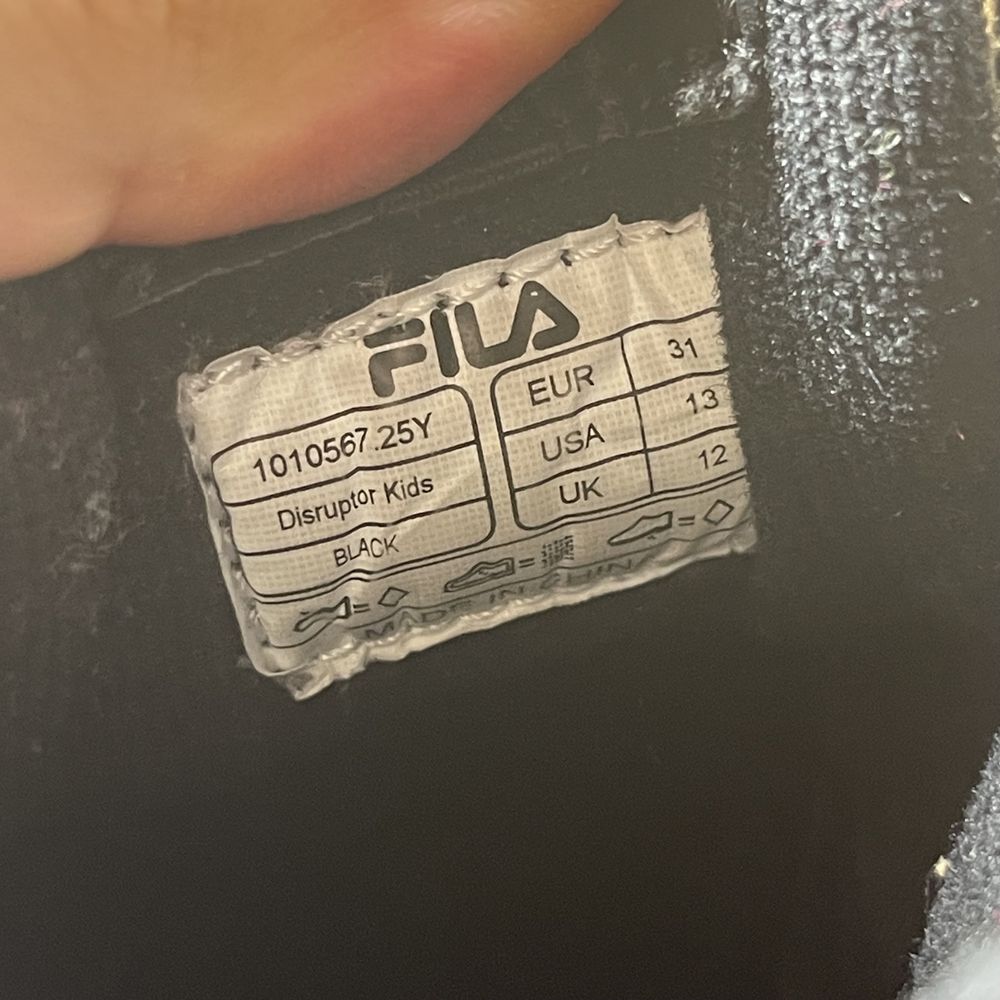 FILA
1010567.25Y
Disruptor Kids
BLACK
EUR 31
USA 13
UK 12
= ◇ = = ◇
MADE IN CHINA